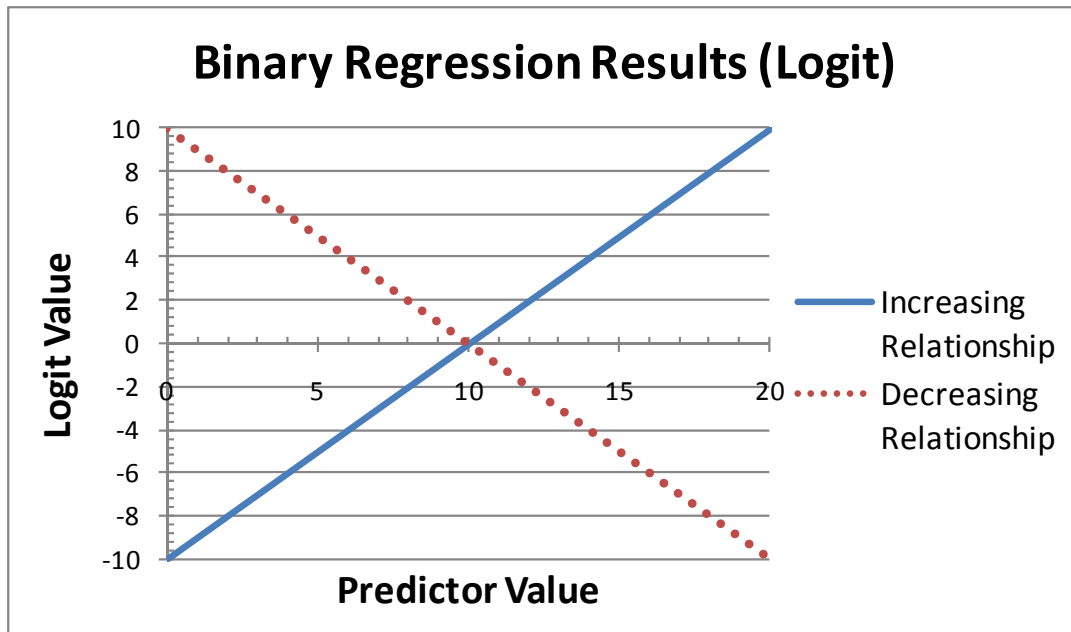 Binary Regression Results (Logit)
Logit Value
10
8
6
4
2
0
-2
-4
-6
-8
-10
0 5 10 15 20
Predictor Value
Increasing
Relationship
Decreasing
Relationship